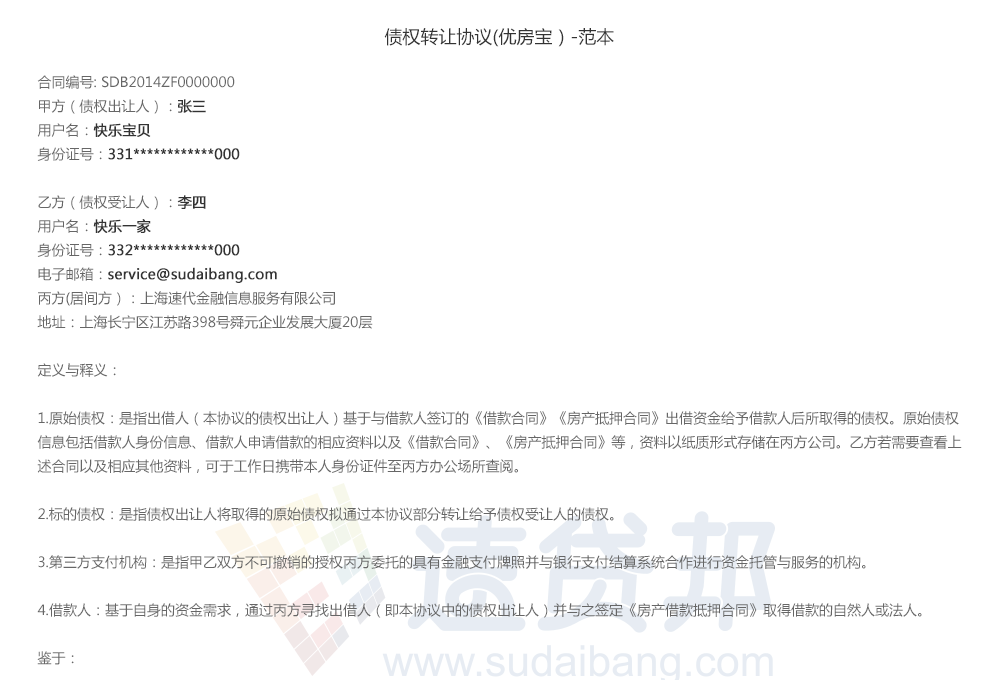 债权转让协议(优房宝）-范本
合同编号: SDB2014ZF0000000
甲方（债权出让人）：张三
用户名：快乐宝贝
身份证号：331************000
乙方（债权受让人）：李四
用户名：快乐一家
身份证号：332************000
电子邮箱：service@sudaibang.com
丙方(居间方 ）：上海速代金融信息服务有限公司
地址：上海长宁区江苏路398号舜元企业发展大厦20层
定义与释义：
1.原始债权：是指出借人（本协议的债权出让人）基于与借款人签订的《借款合同》《房产抵押合同》出借资金给予借款人后所取得的债权。原始债权
信息包括借款人身份信息、借款人申请借款的相应资料以及《借款合同》、《房产抵押合同》等，资料以纸质形式存储在丙方公司。乙方若需要查看上
述合同以及相应其他资料，可于工作日携带本人身份证件至丙方办公场所查阅。
2.标的债权：是指债权出让人将取得的原始债权拟通过本协议部分转让给予债权受让人的债权。
3.第三方支付机构：是指甲乙双方不可撤销的授权丙方委托的具有金融支付牌照并与银行支付结算系统合作进行资金托管与服务的机构。
4.借款人：基于自身的资金需求，通过丙方寻找出借人（即本协议中的债权出让人）并与之签定《房产借款抵押合同》取得借款的自然人或法人。
鉴于：
速贷邦
www.sudaibang.com